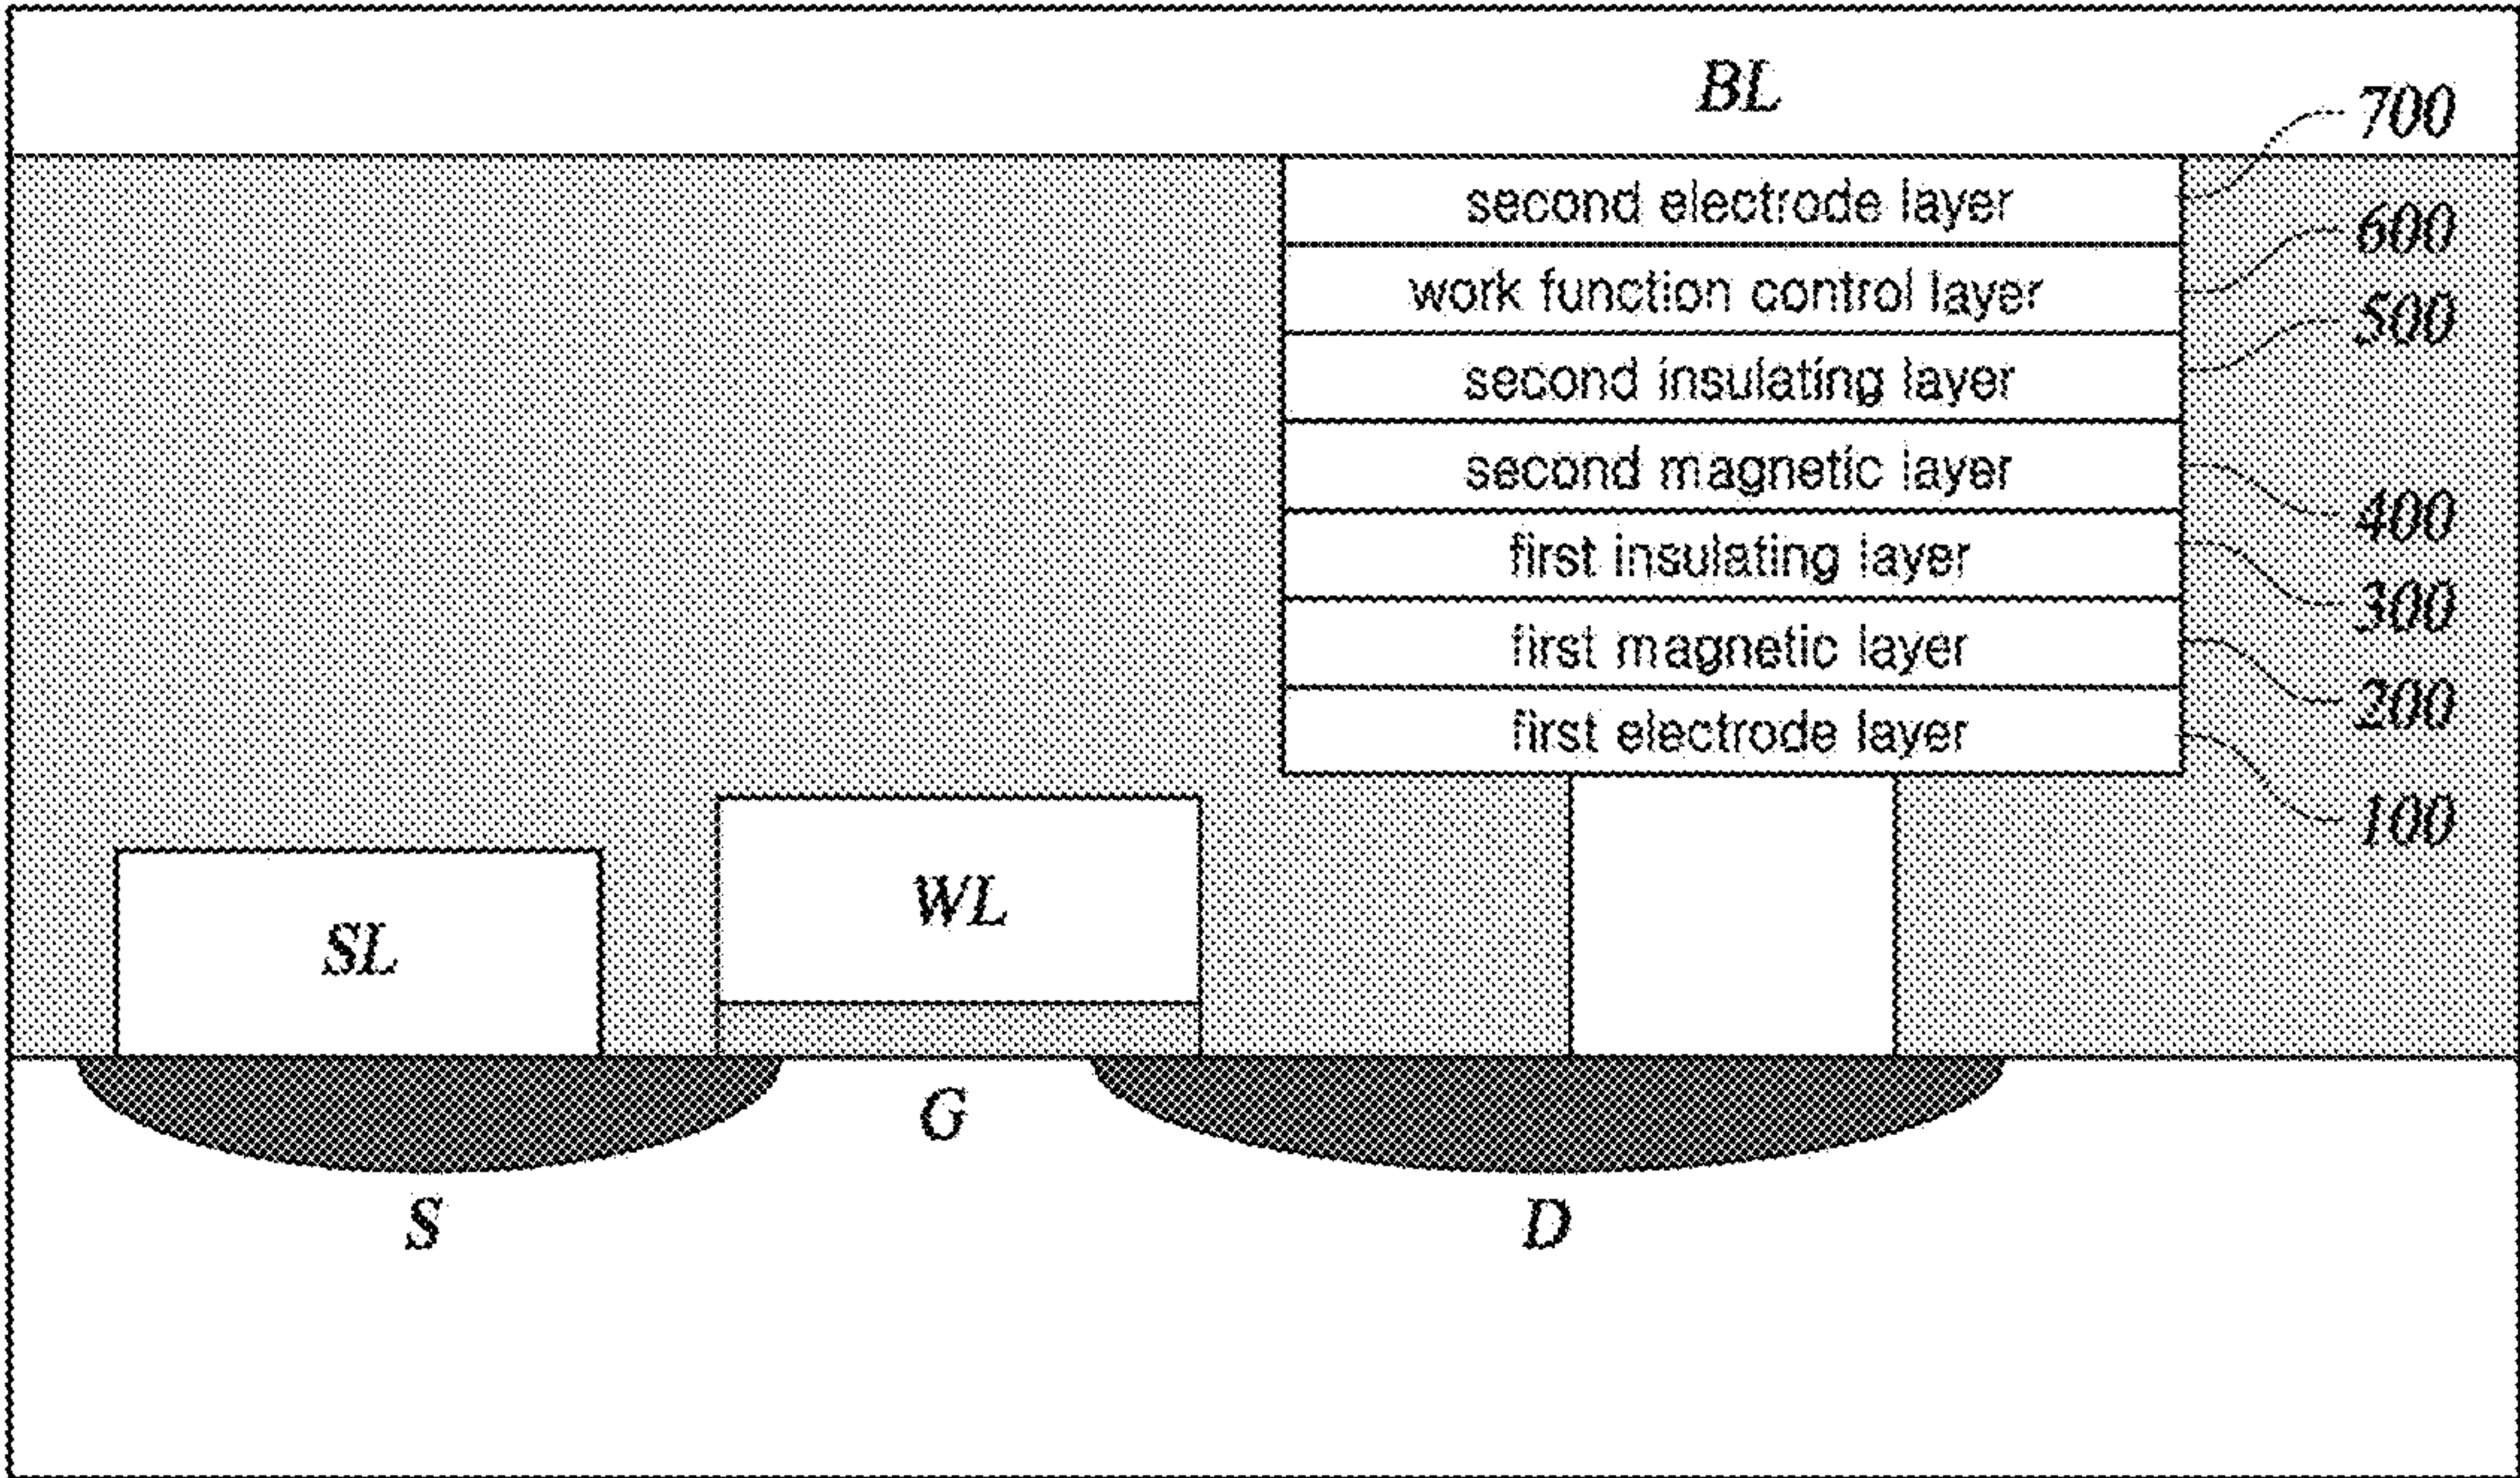 BL
700
second electrode layer
600
work function control layer
500
second insulating layer
second magnetic layer
400
first insulating layer
300
first magnetic layer
200
first electrode layer
100
WL
SL
G
S
D